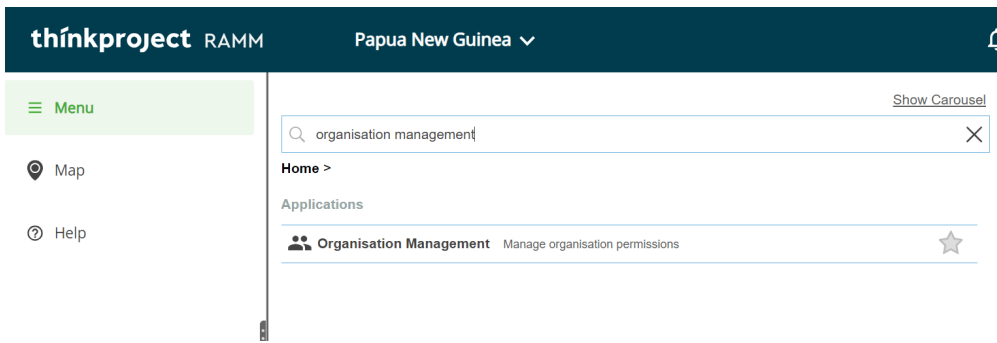 thinkproject RAMM
Papua New Guinea
Menu
Map
Help
Show Carousel
organisation management
Home >
Applications
Organisation Management Manage organisation permissions